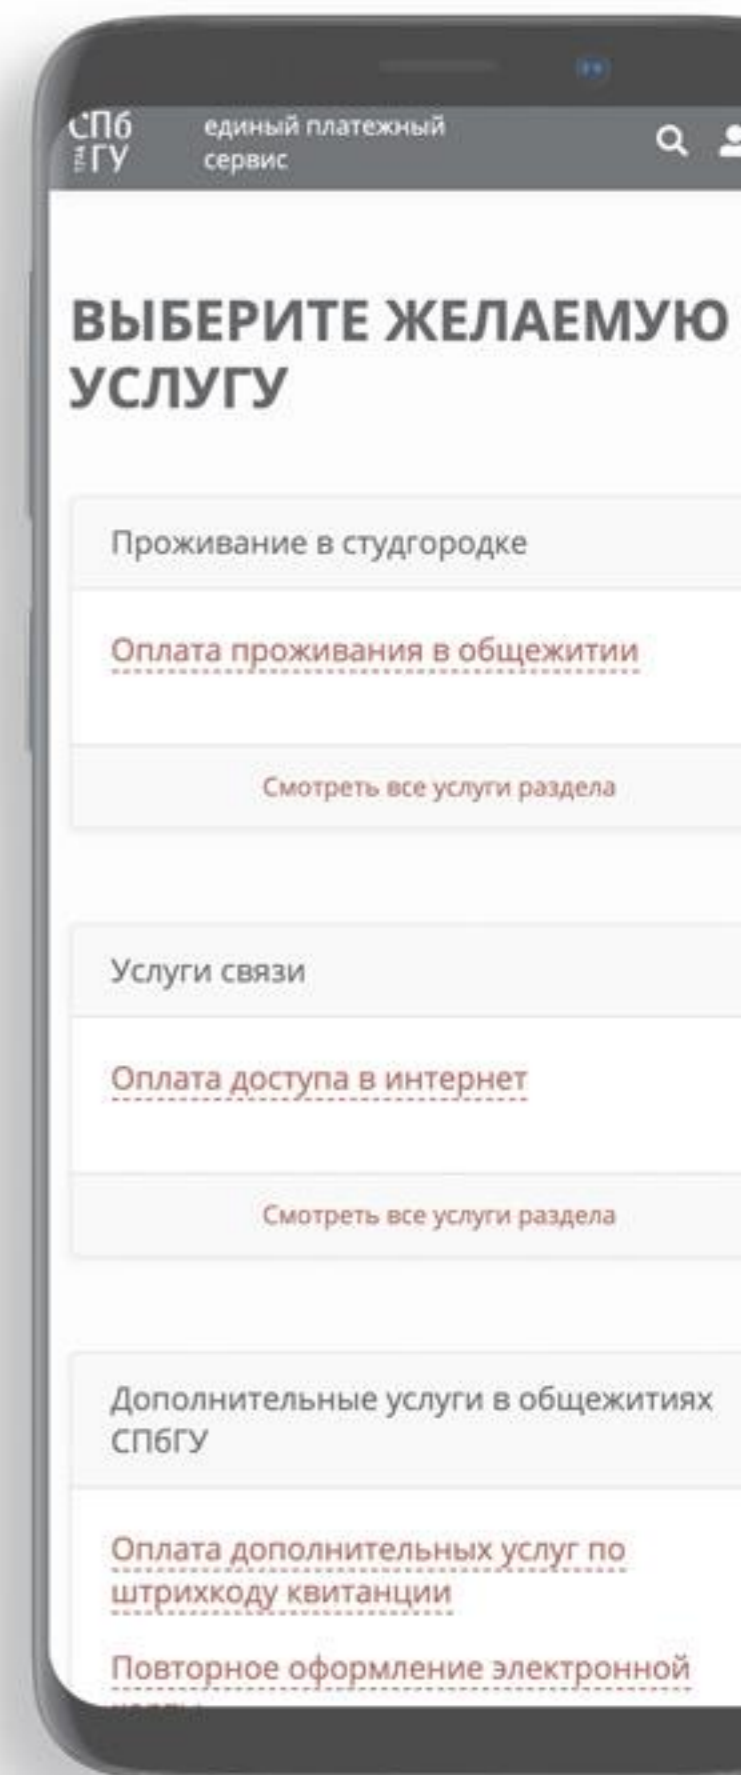 СПб
ГУ
единый платежный
сервис
ВЫБЕРИТЕ ЖЕЛАЕМУЮ
УСЛУГУ
Проживание в студгородке
Оплата проживания в общежитии
Смотреть все услуги раздела
Услуги связи
Оплата доступа в интернет
Смотреть все услуги раздела
Дополнительные услуги в общежитиях
СПбГУ
Оплата дополнительных услуг по
штрихкоду квитанции
Повторное оформление электронной